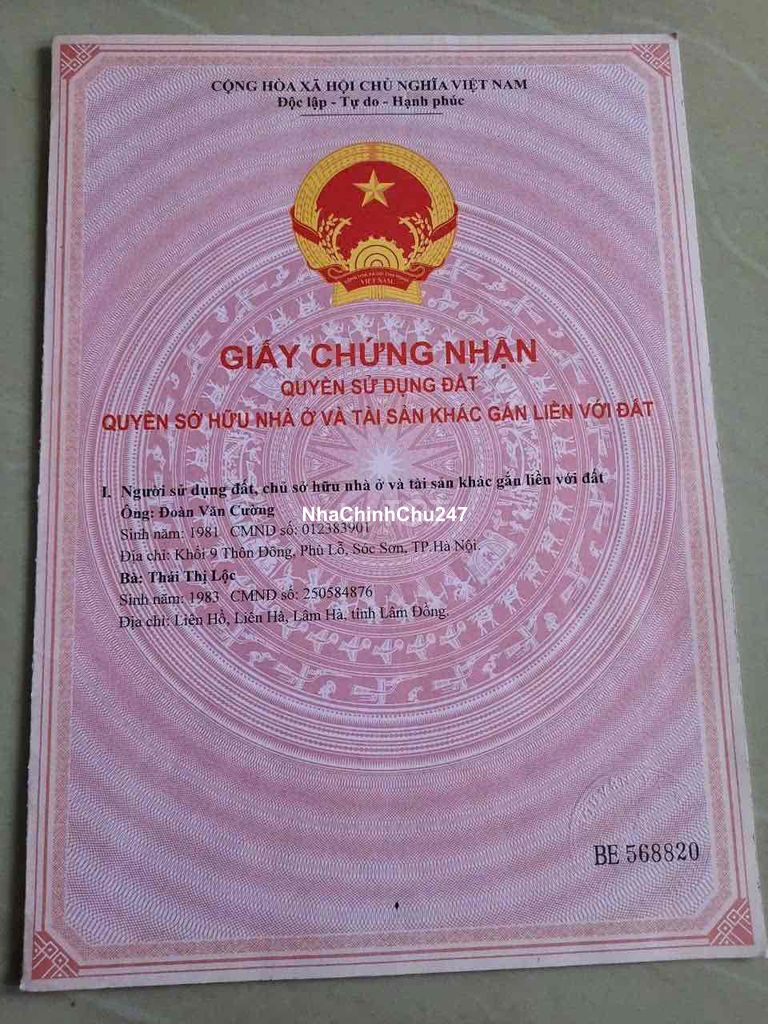 CỘNG HÒA XÃ HỘI CHỦ NGHĨA VIỆT NAM
Độc lập - Tự do - Hạnh phúc
VIỆT NAM
GIẤY CHỨNG NHẬN
QUYỀN SỬ DỤNG ĐẤT
QUYỀN SỞ HỮU NHÀ Ở VÀ TÀI SẢN KHÁC GẮN LIỀN VỚI ĐẤT
I. Người sử dụng đất, chủ sở hữu nhà ở và tài sản khác gắn liền với đất
Ông: Đoàn Văn Cường
NhaChinhChu247
Sinh năm: 1981 CMND số: 012383901
Địa chỉ: Khối 9 Thôn Đông, Phù Lỗ, Sóc Sơn, TP.Hà Nội.
Bà: Thái Thị Lộc
Sinh năm: 1983 CMND số: 250584876
Địa chỉ: Liên Hồ, Liên Hà, Lâm Hà, tỉnh Lâm Đồng.
BE 568820